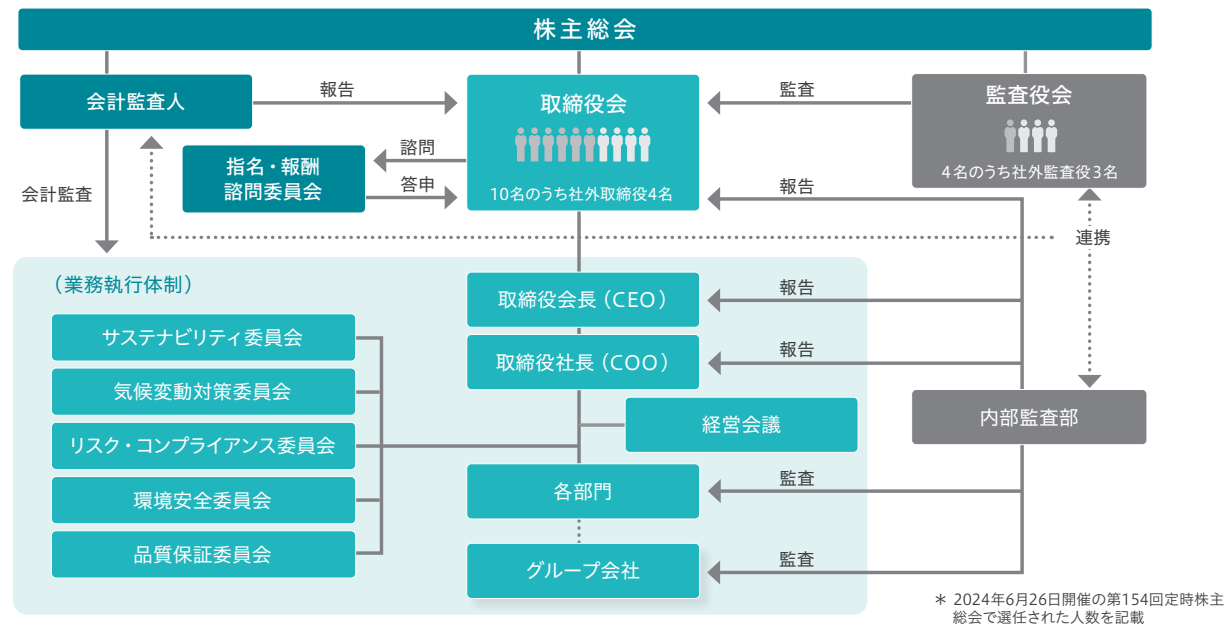 株主総会
会計監査人
報告
取締役会
10名のうち社外取締役4名
監査
監査役会
4名のうち社外監査役3名
諮問
答申
指名・報酬
諮問委員会
会計監査
報告
連携
（業務執行体制）
取締役会長（CEO）
報告
取締役社長（COO）
報告
サステナビリティ委員会
気候変動対策委員会
リスク・コンプライアンス委員会
環境安全委員会
品質保証委員会
経営会議
内部監査部
各部門
監査
グループ会社
監査
＊ 2024年6月26日開催の第154回定時株主
総会で選任された人数を記載